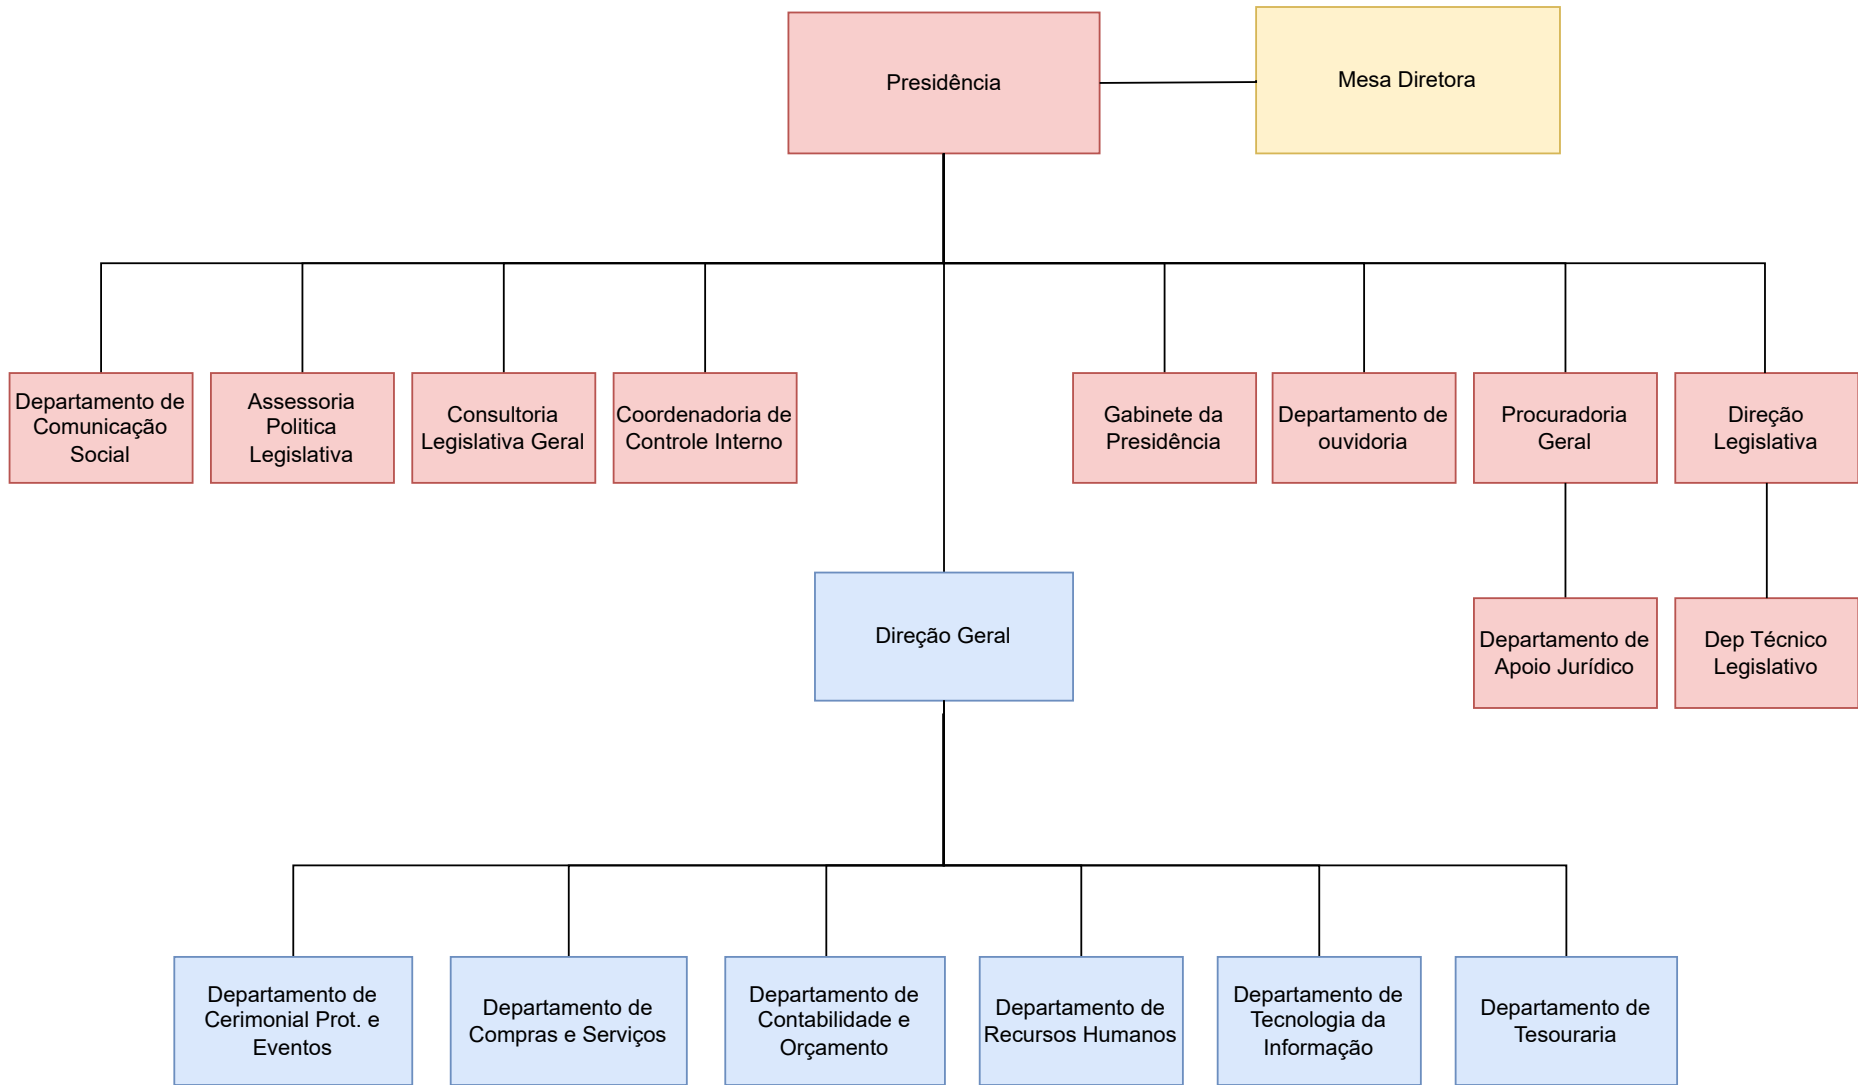 Presidência
Mesa Diretora
Departamento de
Comunicação
Social
Assessoria
Politica
Legislativa
Consultoria
Legislativa Geral
Coordenadoria de
Controle Interno
Gabinete da
Presidência
Departamento de
ouvidoria
Procuradoria
Geral
Direção
Legislativa
Direção Geral
Departamento de
Apoio Jurídico
Dep Técnico
Legislativo
Departamento de
Cerimonial Prot. e
Eventos
Departamento de
Compras e Serviços
Departamento de
Contabilidade e
Orçamento
Departamento de
Recursos Humanos
Departamento de
Tecnologia da
Informação
Departamento de
Tesouraria